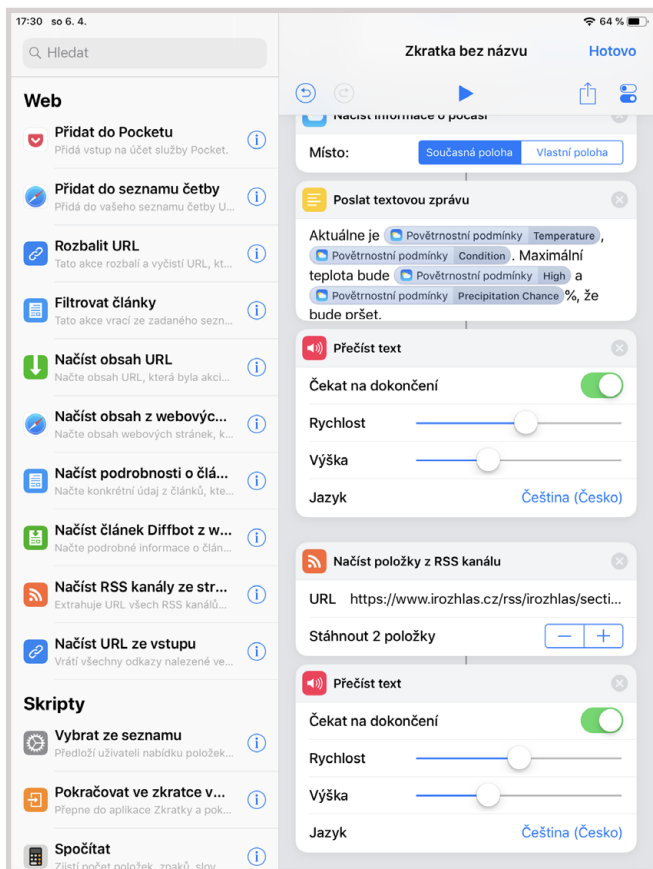 17:30 so 6. 4.
64 %
Hledat
Zkratka bez názvu
Hotovo
Web
Přidat do Pocketu
Přidá vstup na účet služby Pocket.
Přidat do seznamu četby
Přidá do vašeho seznamu četby U...
Rozbalit URL
Tato akce rozbalí a vyčistí URL, kt...
Filtrovat články
Tato akce vrací ze zadaného sezn...
Načíst obsah URL
Načte obsah URL, která byla akci...
Načíst obsah z webovýc...
Načte obsah webových stránek, k...
Načíst podrobnosti o člá...
Načte konkrétní údaj z článků, kte...
Načíst článek Diffbot z w...
Načte podrobné informace o člán...
Načíst RSS kanály ze str...
Extrahuje URL všech RSS kanálů...
Načíst URL ze vstupu
Vrátí všechny odkazy nalezené ve...
Skripty
Vybrat ze seznamu
Předloží uživateli nabídku položek...
Pokračovat ve zkratce v...
Přepne do aplikace Zkratky a pok...
Spočítat
Zjistí počet položek, znaků, slov
Načíst informace o počasí
Místo: Současná poloha Vlastní poloha
Poslat textovou zprávu
Aktuálne je Povětrnostní podmínky Temperature,
Povětrnostní podmínky Condition. Maximální
teplota bude Povětrnostní podmínky High a
Povětrnostní podmínky Precipitation Chance %, že
bude pršet.
Přečíst text
Čekat na dokončení
Rychlost
Výška
Jazyk Čeština (Česko)
Načíst položky z RSS kanálu
URL https://www.irozhlas.cz/rss/irozhlas/secti...
Stáhnout 2 položky − +
Přečíst text
Čekat na dokončení
Rychlost
Výška
Jazyk Čeština (Česko)